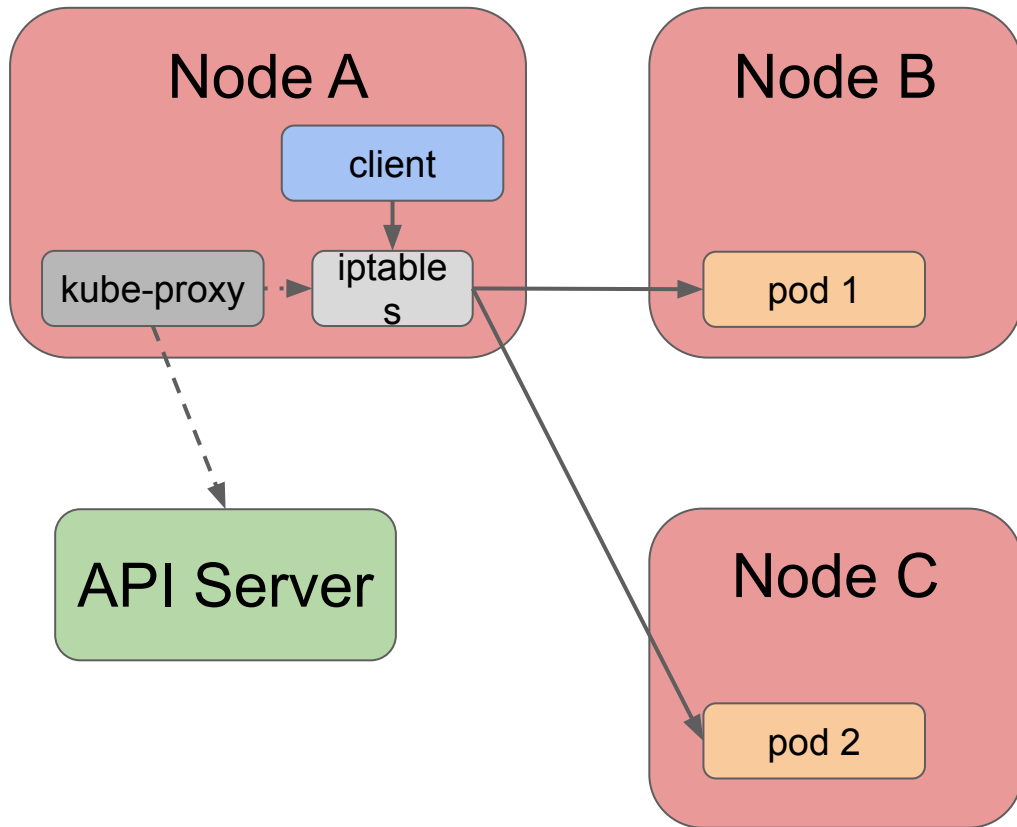 Node A
client
kube-proxy
iptable
s
Node B
pod 1
API Server
Node C
pod 2